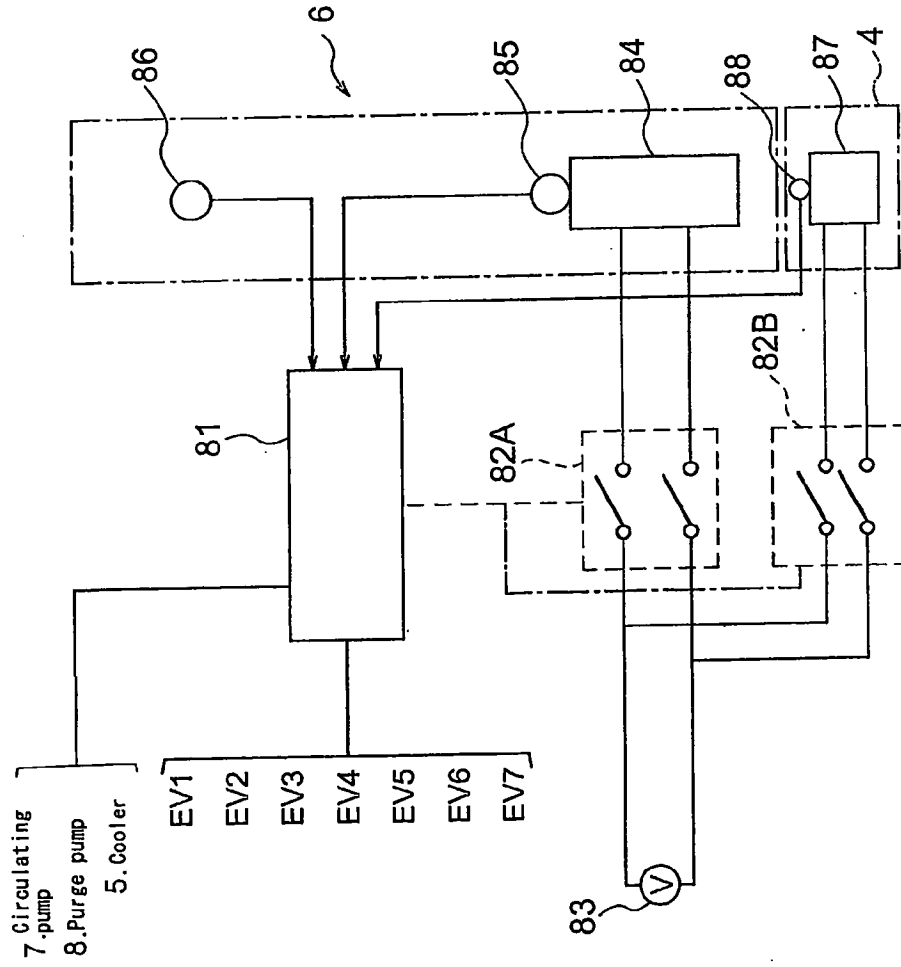 6
86
85
84
88
4
87
81
82A
82B
7. Circulating
pump
8. Purge pump
5. Cooler
EV1
EV2
EV3
EV4
EV5
EV6
EV7
V
83